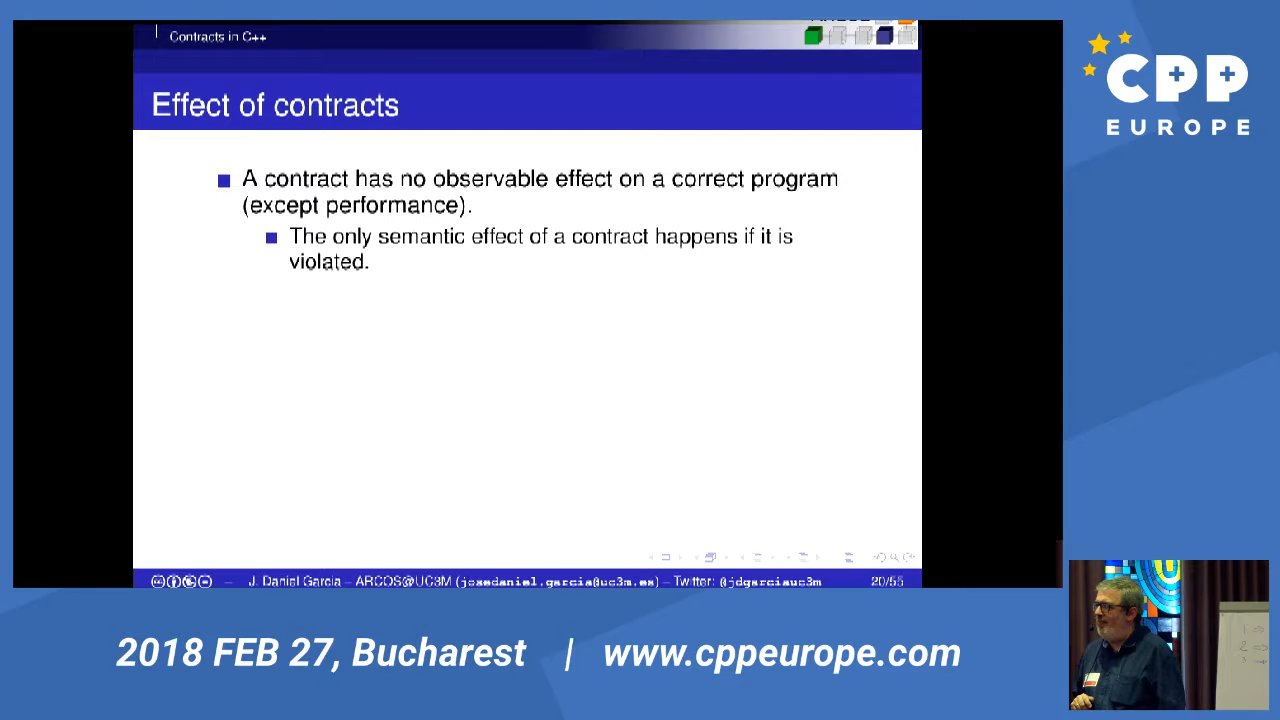 Contracts in C++
Effect of contracts
A contract has no observable effect on a correct program
(except performance).
The only semantic effect of a contract happens if it is
violated.
J. Daniel Garcia – ARCOS@UC3M (josedaniel.garcia@uc3m.es) – Twitter: @jdgarciauc3m 20/55
CPP
EUROPE
2018 FEB 27, Bucharest | www.cppeurope.com